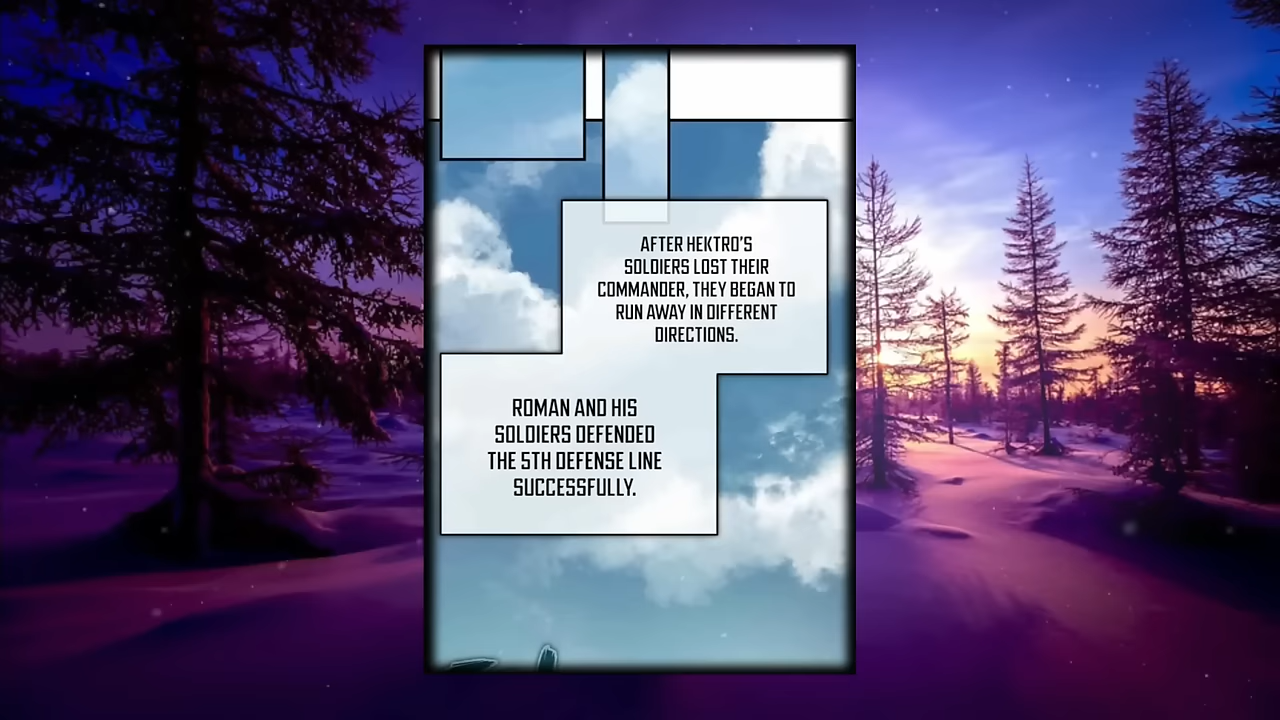 AFTER HEKTRO'S
SOLDIERS LOST THEIR
COMMANDER, THEY BEGAN TO
RUN AWAY IN DIFFERENT
DIRECTIONS.
ROMAN AND HIS
SOLDIERS DEFENDED
THE 5TH DEFENSE LINE
SUCCESSFULLY.